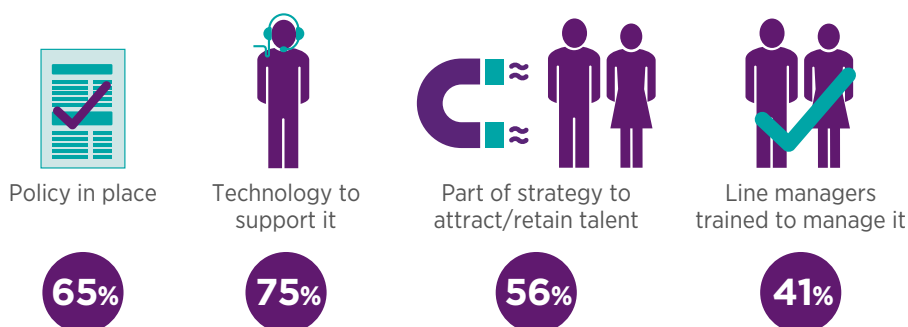 Policy in place
Technology to
support it
Part of strategy to
attract/retain talent
Line managers
trained to manage it
65%
75%
56%
41%